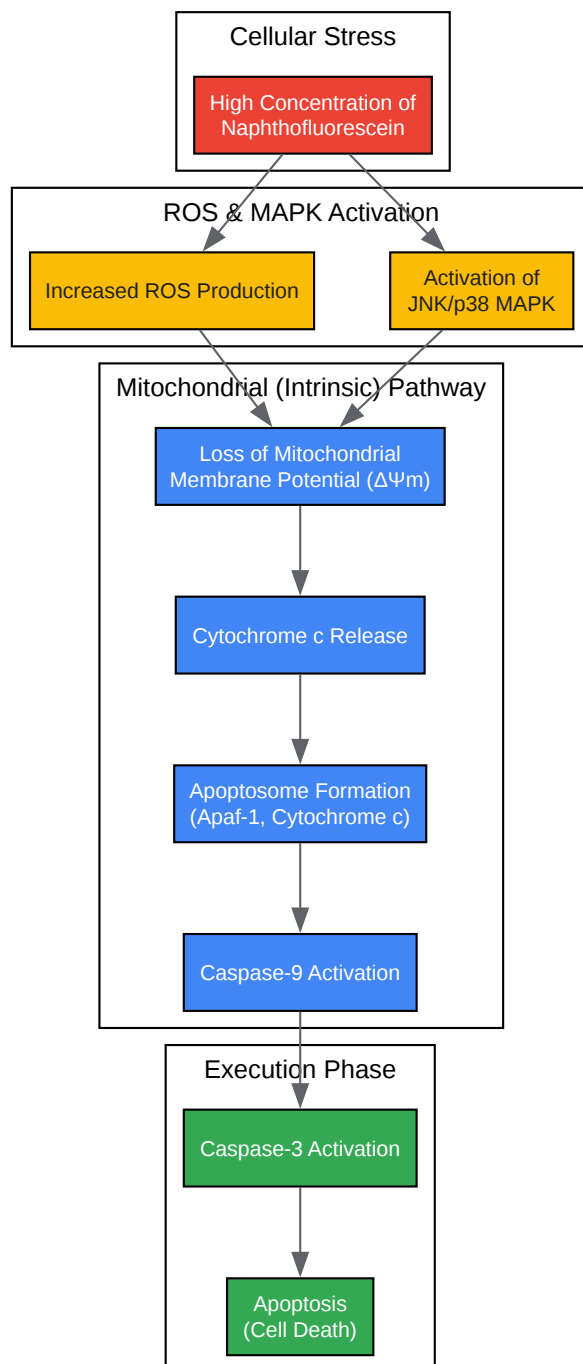 Cellular Stress
High Concentration of
Naphthofluorescein
ROS & MAPK Activation
Increased ROS Production
Activation of
JNK/p38 MAPK
Mitochondrial (Intrinsic) Pathway
Loss of Mitochondrial
Membrane Potential (ΔΨm)
Cytochrome c Release
Apoptosome Formation
(Apaf-1, Cytochrome c)
Caspase-9 Activation
Execution Phase
Caspase-3 Activation
Apoptosis
(Cell Death)